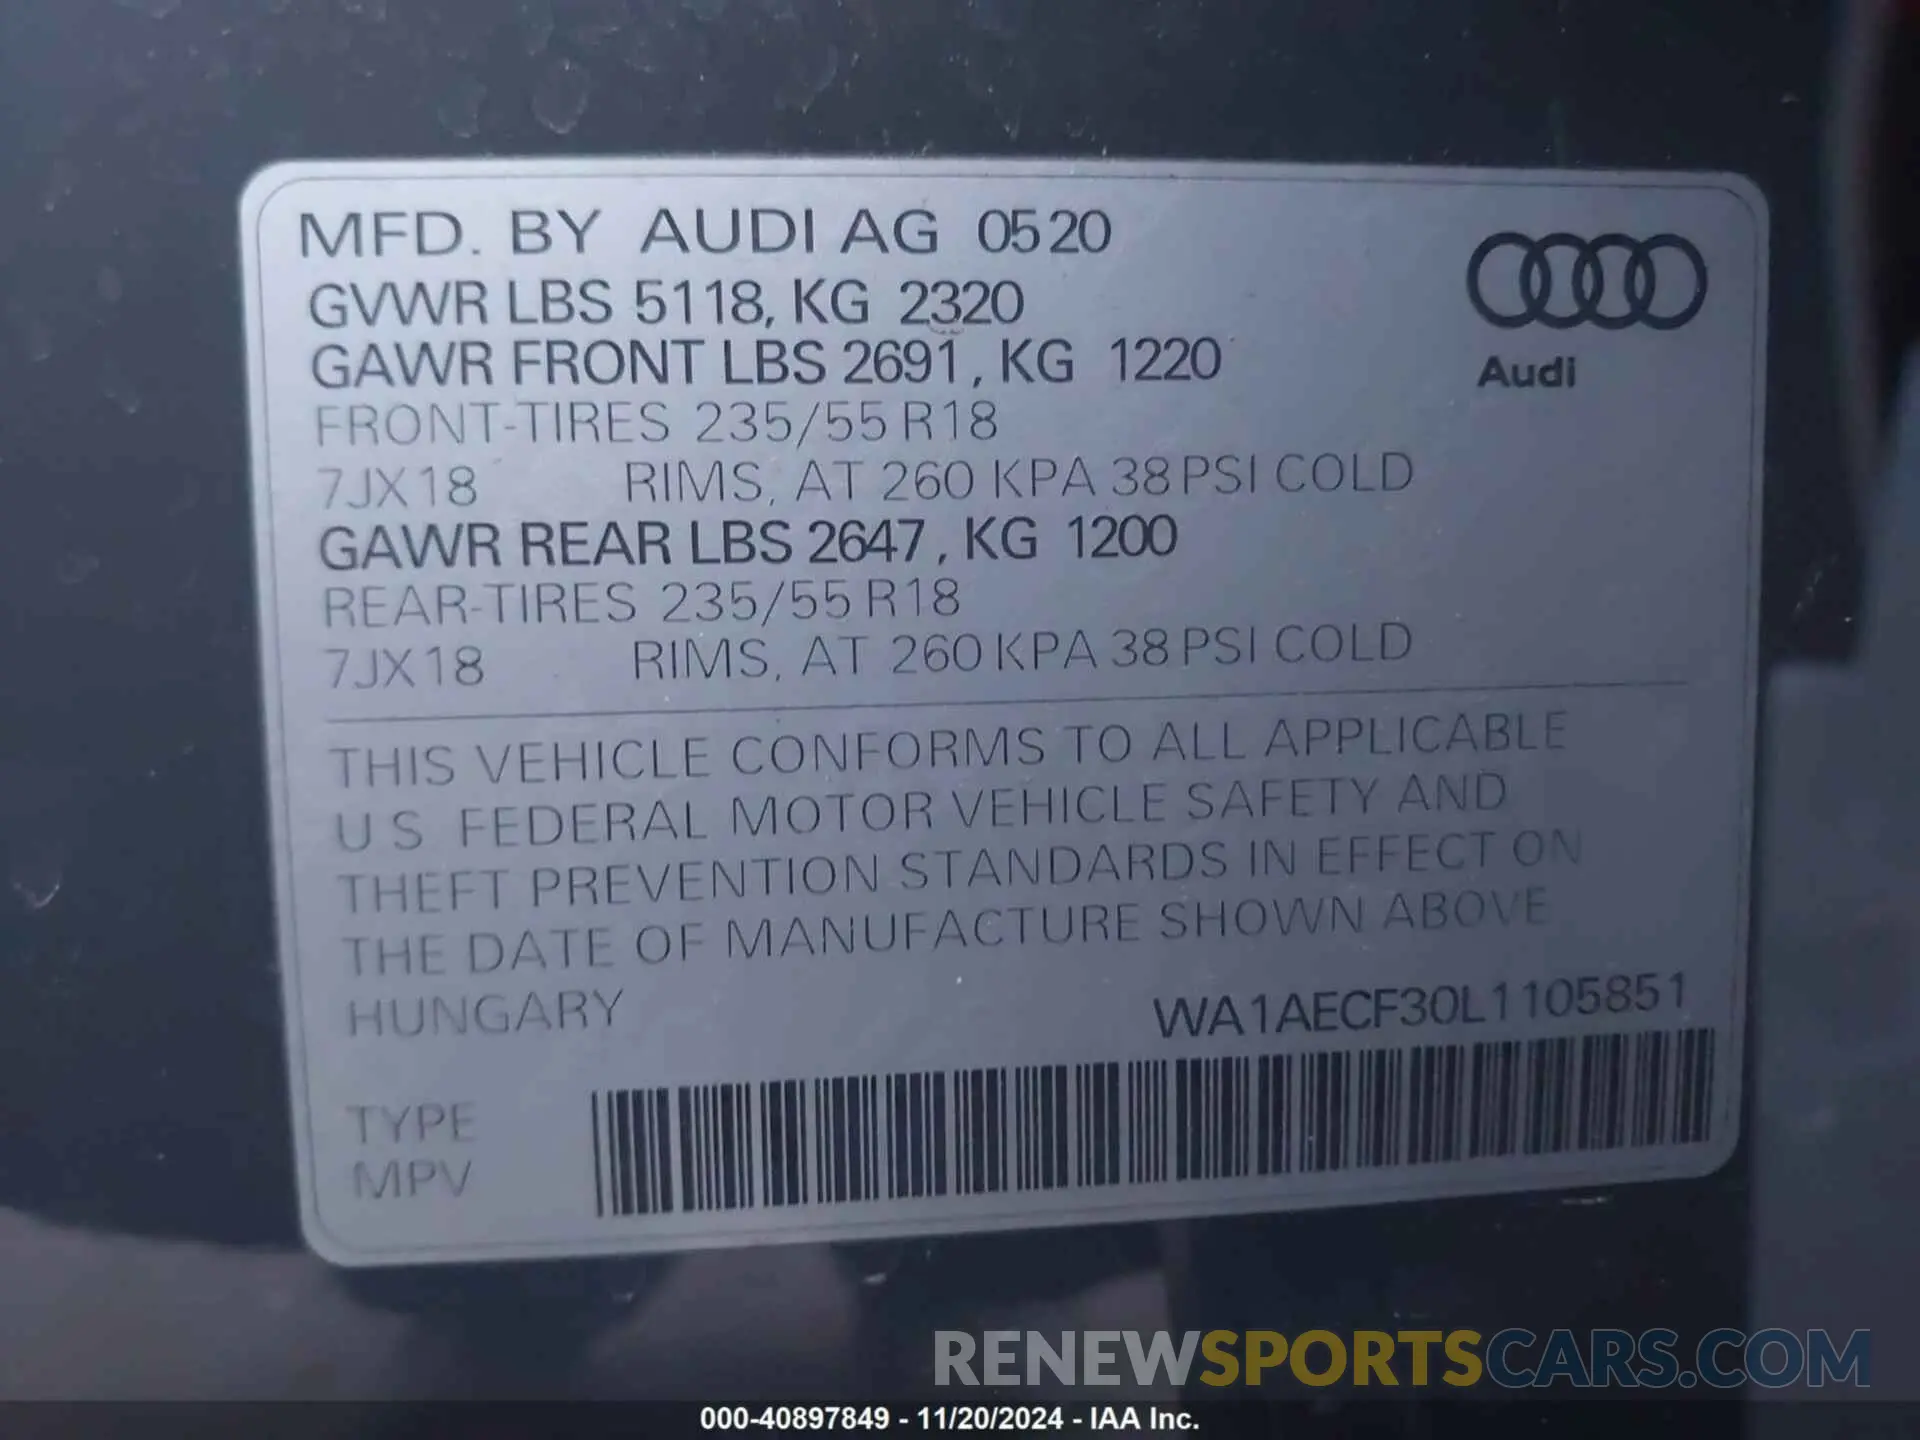 MFD. BY AUDI AG 0520
GVWR LBS 5118, KG 2320
GAWR FRONT LBS 2691, KG 1220
FRONT-TIRES 235/55 R18
7JX18 RIMS, AT 260 KPA 38 PSI COLD
GAWR REAR LBS 2647, KG 1200
REAR-TIRES 235/55 R18
7JX18 RIMS, AT 260 KPA 38 PSI COLD
Audi
THIS VEHICLE CONFORMS TO ALL APPLICABLE
U S FEDERAL MOTOR VEHICLE SAFETY AND
THEFT PREVENTION STANDARDS IN EFFECT ON
THE DATE OF MANUFACTURE SHOWN ABOVE
HUNGARY WA1AECF30L1105851
TYPE
MPV
RENEWSPORTSCARS.COM
000-40897849 - 11/20/2024 - IAA Inc.